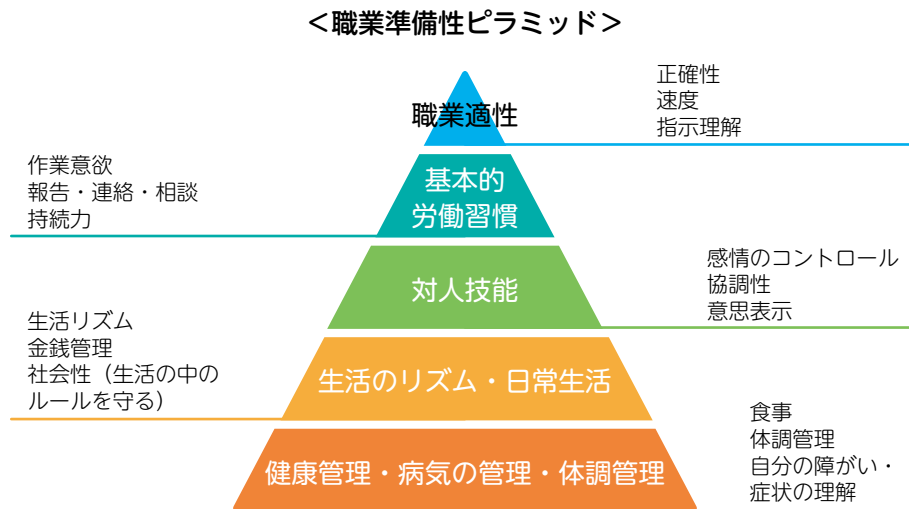 ＜職業準備性ピラミッド＞
職業適性
正確性
速度
指示理解
基本的
労働習慣
作業意欲
報告・連絡・相談
持続力
対人技能
感情のコントロール
協調性
意思表示
生活のリズム・日常生活
生活リズム
金銭管理
社会性（生活の中の
ルールを守る）
健康管理・病気の管理・体調管理
食事
体調管理
自分の障がい・
症状の理解